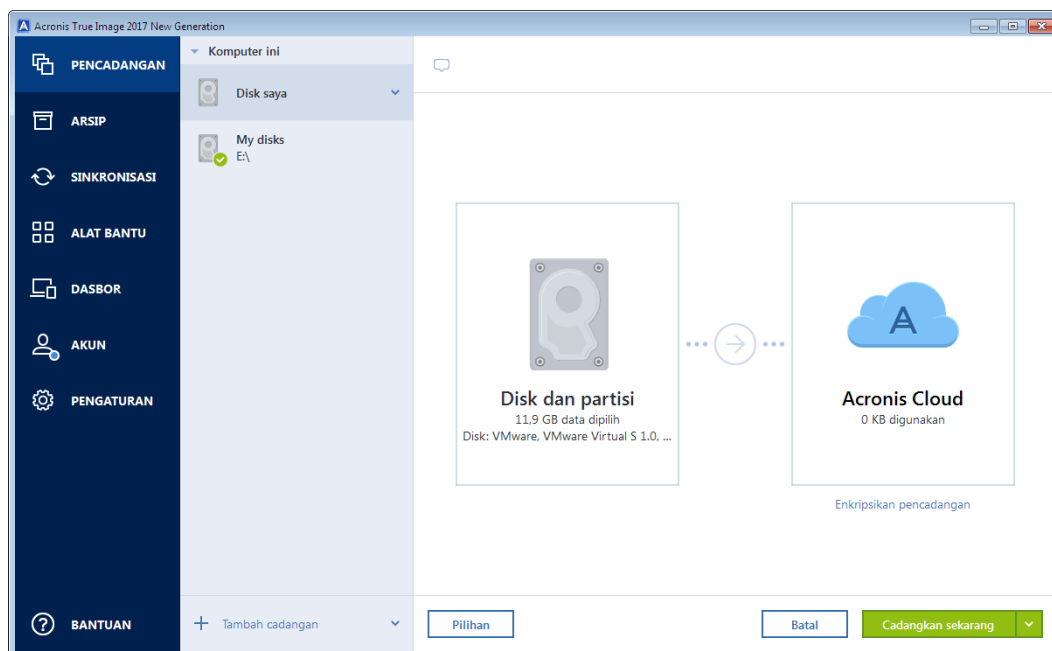 Acronis True Image 2017 New Generation
PENCADANGAN
ARSIP
SINKRONISASI
ALAT BANTU
DASBOR
AKUN
PENGATURAN
BANTUAN
Komputer ini
Disk saya
My disks
E:\
Tambah cadangan
Disk dan partisi
11,9 GB data dipilih
Disk: VMware, VMware Virtual S 1.0, ...
Acronis Cloud
0 KB digunakan
Enkripsikan pencadangan
Pilihan
Batal
Cadangkan sekarang